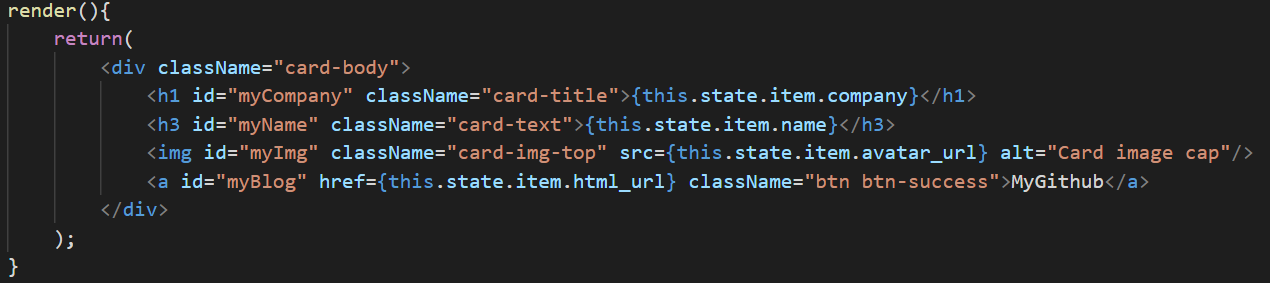 render(){
    return(
        <div className="card-body">
            <h1 id="myCompany" className="card-title">{this.state.item.company}</h1>
            <h3 id="myName" className="card-text">{this.state.item.name}</h3>
            <img id="myImg" className="card-img-top" src={this.state.item.avatar_url} alt="Card image cap"/>
            <a id="myBlog" href={this.state.item.html_url} className="btn btn-success">MyGithub</a>
        </div>
    );
}